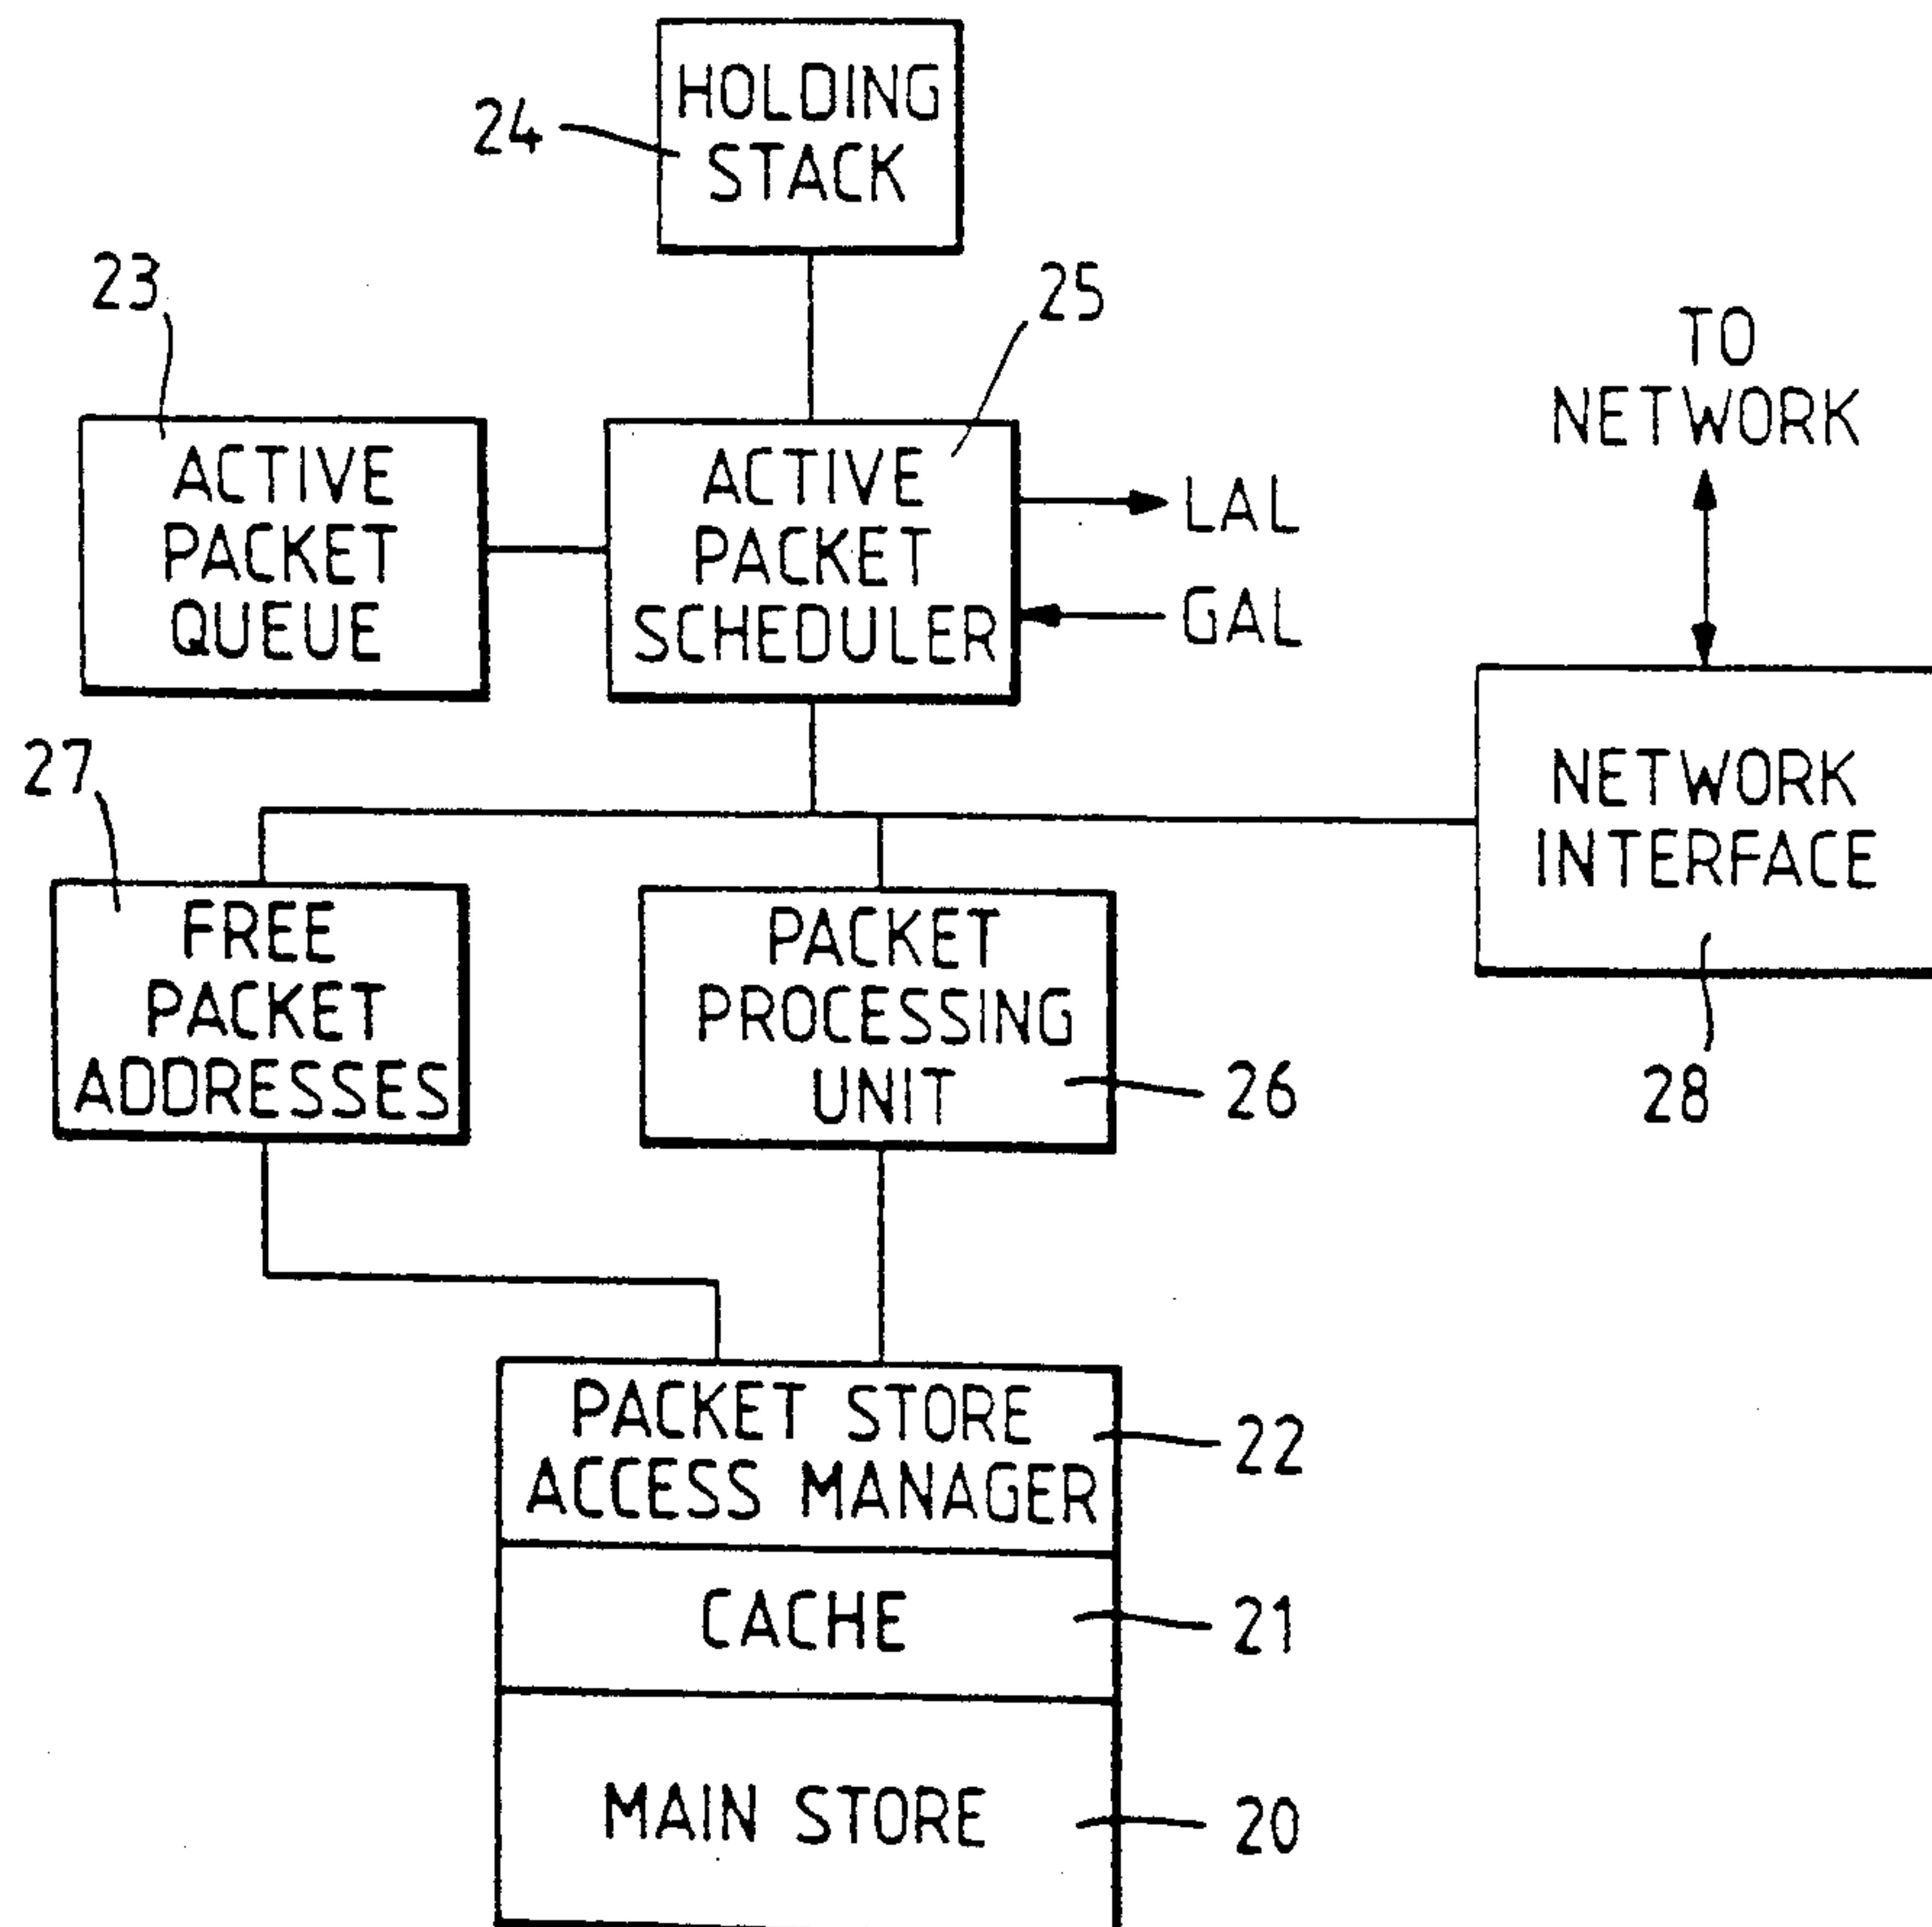 HOLDING
STACK
24
23
25
TO
NETWORK
ACTIVE
PACKET
QUEUE
ACTIVE
PACKET
SCHEDULER
LAL
GAL
27
NETWORK
INTERFACE
28
FREE
PACKET
ADDRESSES
PACKET
PROCESSING
UNIT
26
PACKET STORE
ACCESS MANAGER
22
CACHE
21
MAIN STORE
20